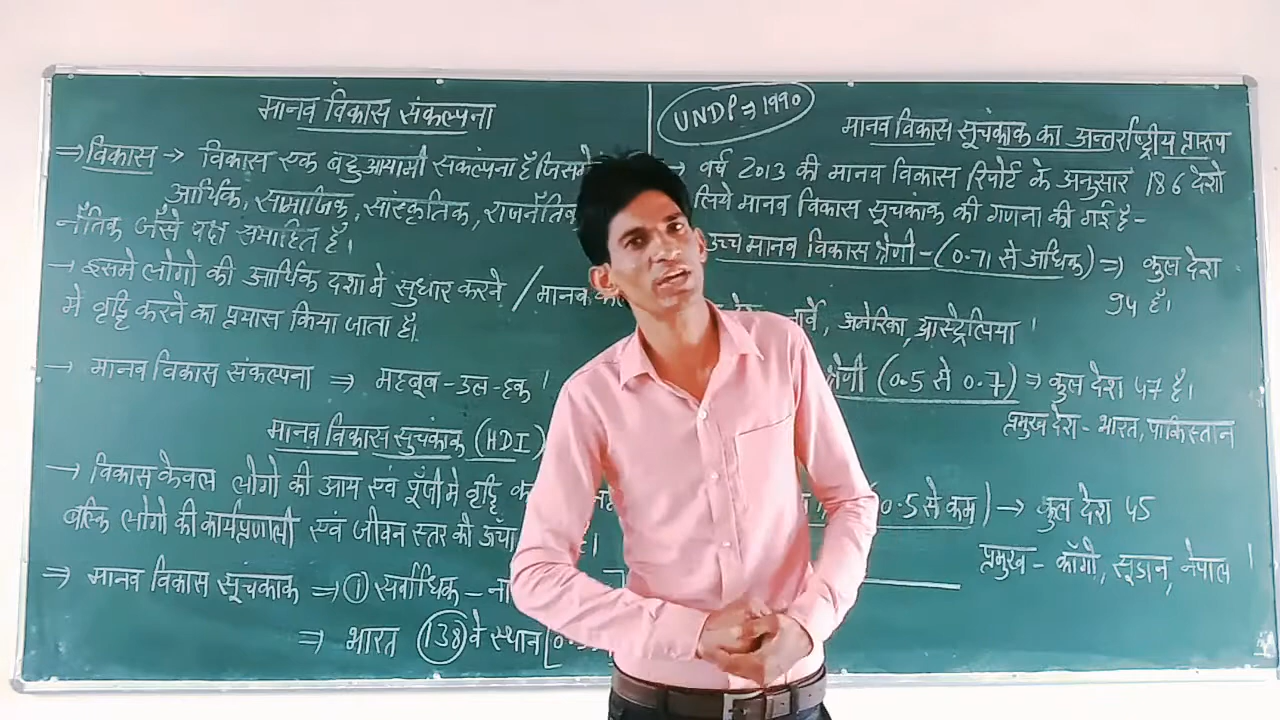 मानव विकास संकल्पना
→ विकास → विकास एक बहुआयामी संकल्पना है जिसमे
आर्थिक, सामाजिक, सांस्कृतिक, राजनैतिक
नैतिक जैसे पक्ष समाहित है।
→ इसमे लोगो की आर्थिक दशा मे सुधार करने / मानव
मे वृद्धि करने का प्रयास किया जाता है।
→ मानव विकास संकल्पना ⇒ महबूब-उल-हक
मानव विकास सूचकांक (HDI)
→ विकास केवल लोगो की आय एवं पूँजी मे वृद्धि
बल्कि लोगो की कार्यप्रणाली एवं जीवन स्तर को ऊँचा
है।
⇒ मानव विकास सूचकाक ⇒ ① सर्वाधिक -
⇒ भारत (138) वे स्थान
UNDP ⇒ 1990
मानव विकास सूचकाक का अन्तर्राष्ट्रीय प्रारूप
→ वर्ष 2013 की मानव विकास रिपोर्ट के अनुसार 186 देशो
लिये मानव विकास सूचकाक की गणना की गई है-
उच्च मानव विकास श्रेणी - (0.71 से अधिक) ⇒ कुल देश
94 है।
नार्वे, अमेरिका, आस्ट्रेलिया
श्रेणी (0.5 से 0.7) ⇒ कुल देश 47 है।
प्रमुख देश - भारत, पाकिस्तान
0.5 से कम) → कुल देश 45
प्रमुख - कॉंगो, सूडान, नेपाल